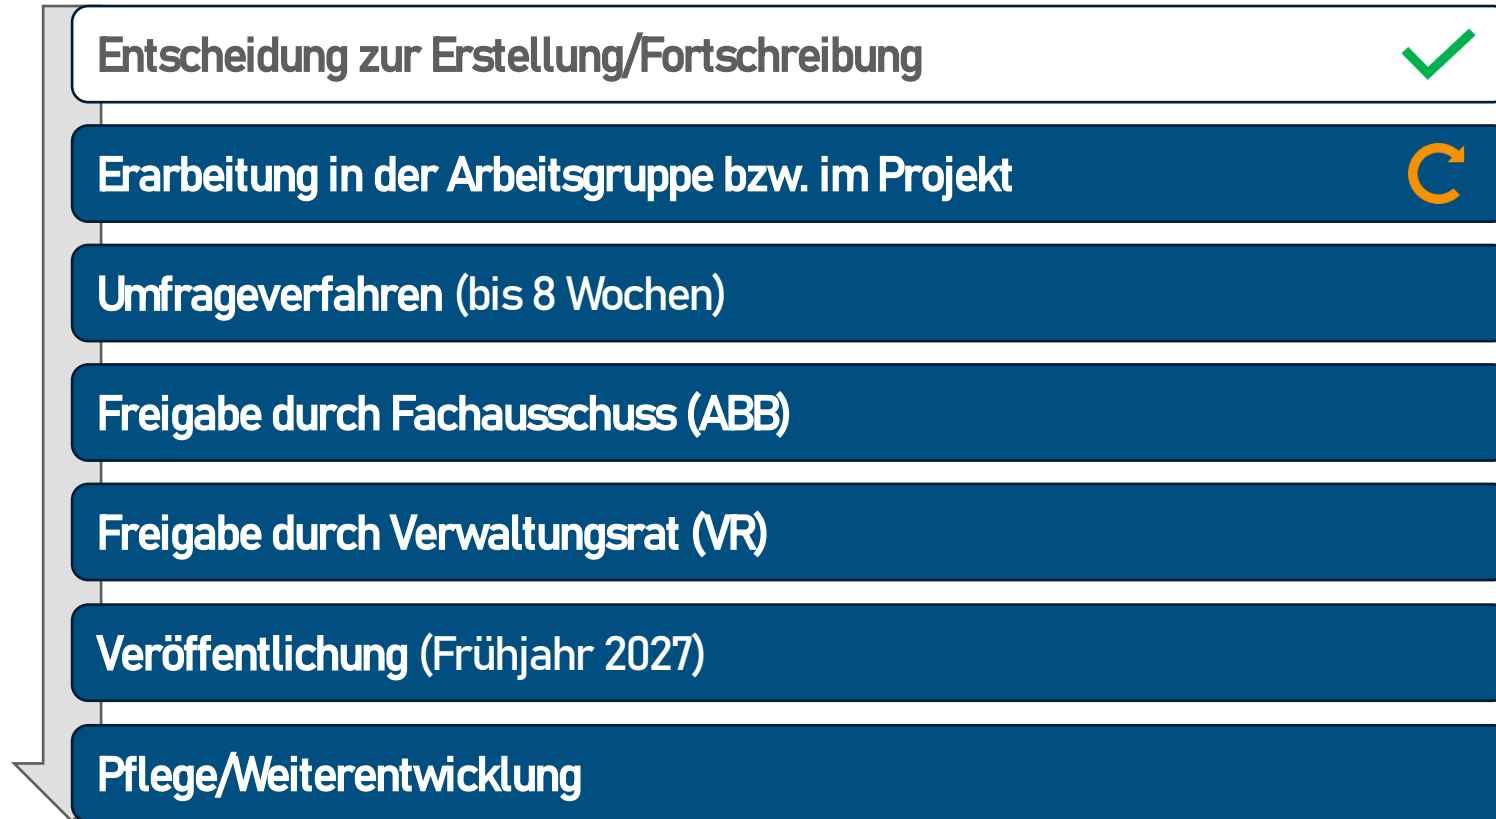 Entscheidung zur Erstellung/Fortschreibung
Erarbeitung in der Arbeitsgruppe bzw. im Projekt
Umfrageverfahren (bis 8 Wochen)
Freigabe durch Fachausschuss (ABB)
Freigabe durch Verwaltungsrat (VR)
Veröffentlichung (Frühjahr 2027)
Pflege/Weiterentwicklung